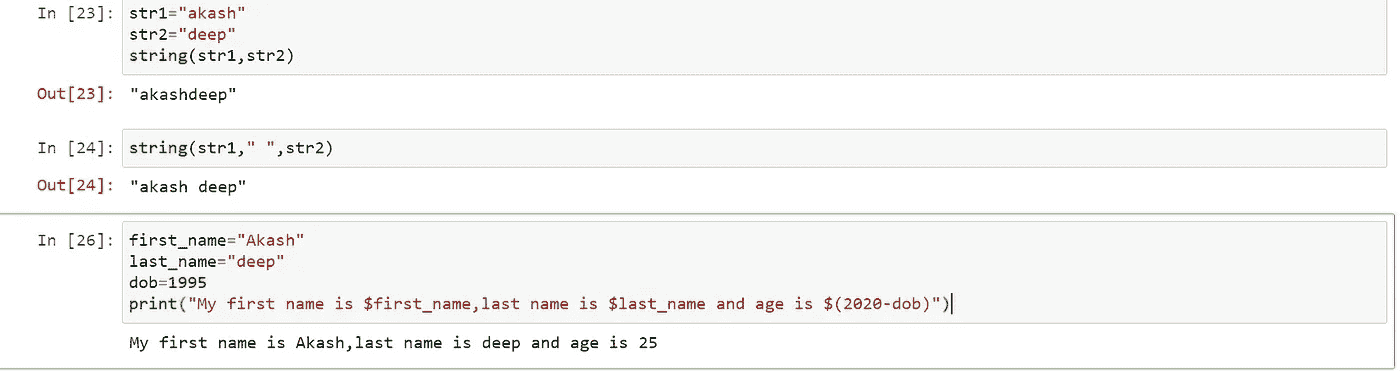 In [23]: str1="akash"
str2="deep"
string(str1,str2)
Out[23]: "akashdeep"
In [24]: string(str1," ",str2)
Out[24]: "akash deep"
In [26]: first_name="Akash"
last_name="deep"
dob=1995
print("My first name is $first_name,last name is $last_name and age is $(2020-dob)")
My first name is Akash,last name is deep and age is 25